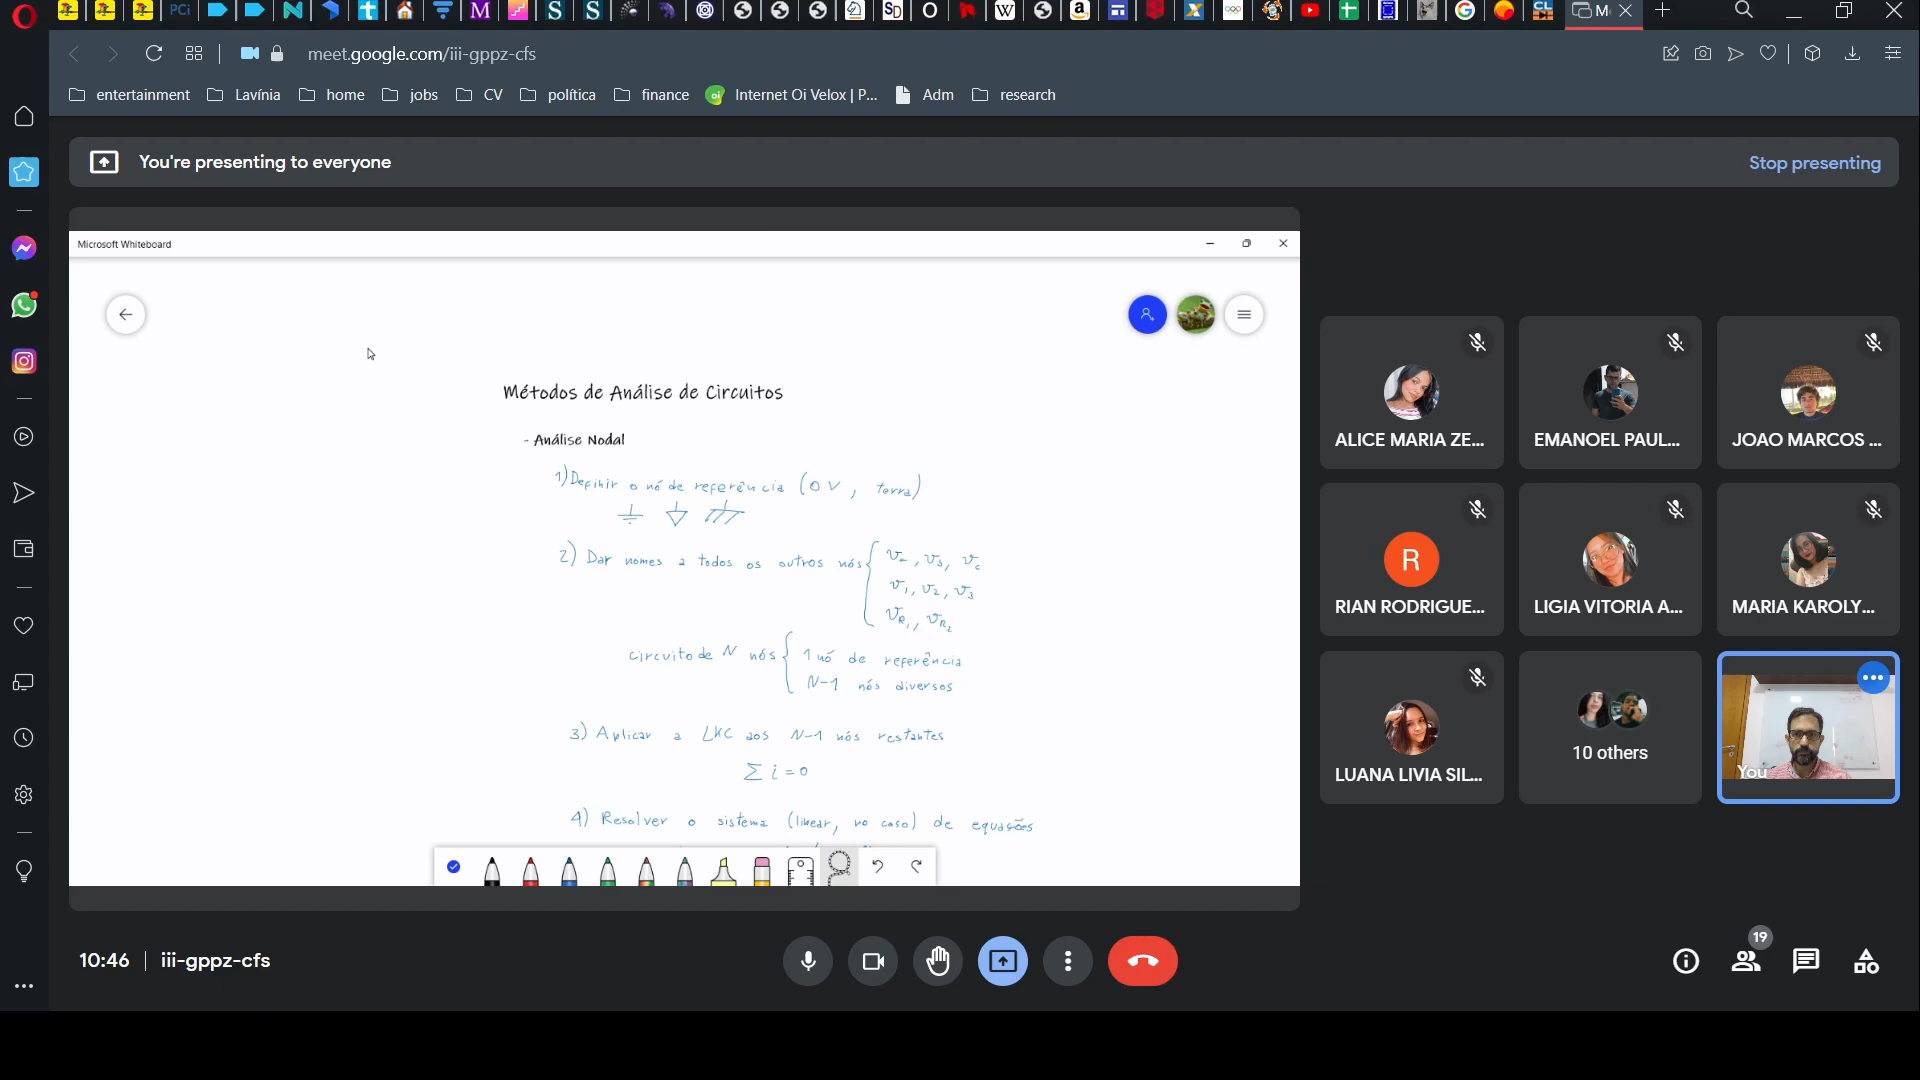 meet.google.com/iii-gppz-cfs
entertainment Lavínia home jobs CV política finance Internet Oi Velox | P... Adm research
You're presenting to everyone
Stop presenting
Microsoft Whiteboard
Métodos de Análise de Circuitos
- Análise Nodal
1) Definir o nó de referência (0 V, terra)
2) Dar nomes a todos os outros nós
v₁, v₂, v₃
v_R₁, v_R₂
circuito de N nós
1 nó de referência
N-1 nós diversos
3) Aplicar a LKC aos N-1 nós restantes
∑ i = 0
4) Resolver o sistema (linear, no caso) de equações
ALICE MARIA ZE...
EMANOEL PAUL...
JOAO MARCOS ...
R
RIAN RODRIGUE...
LIGIA VITORIA A...
MARIA KAROLY...
LUANA LIVIA SIL...
10 others
You
10:46
iii-gppz-cfs
19